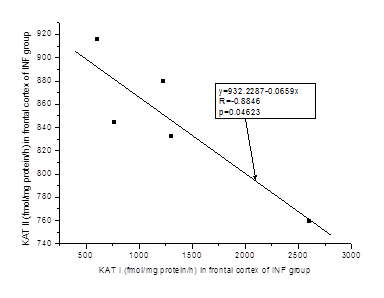 920
900
880
860
840
820
800
780
760
740
KAT II (fmol/mg protein/h) in frontal cortex of INF group
y=932.2287-0.0659x
R=-0.8846
p=0.04623
500 1000 1500 2000 2500 3000
KAT I (fmol/mg protein/h) in frontal cortex of INF group